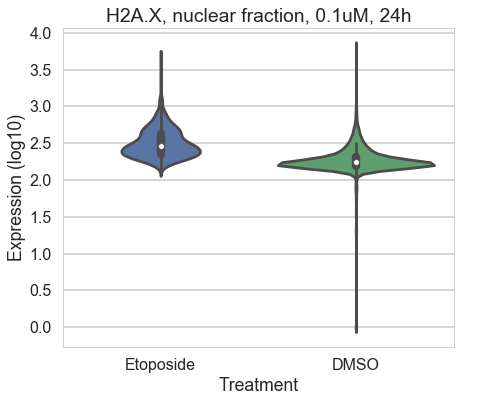 H2A.X, nuclear fraction, 0.1uM, 24h
Expression (log10)
4.0
3.5
3.0
2.5
2.0
1.5
1.0
0.5
0.0
Etoposide DMSO
Treatment